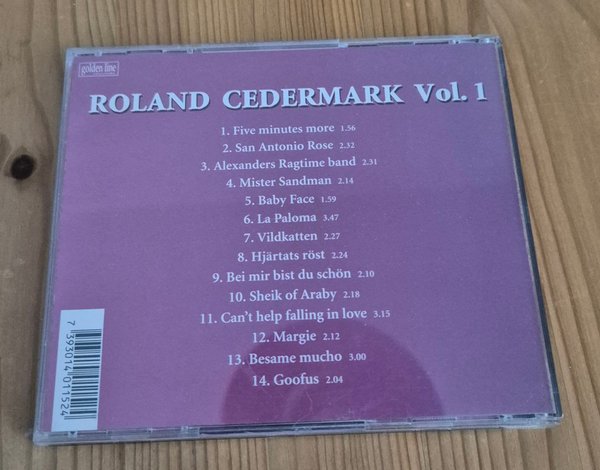 golden line
ROLAND CEDERMARK Vol. 1
1. Five minutes more 1.56
2. San Antonio Rose 2.32
3. Alexanders Ragtime band 2.31
4. Mister Sandman 2.14
5. Baby Face 1.59
6. La Paloma 3.47
7. Vildkatten 2.27
8. Hjärtats röst 2.24
9. Bei mir bist du schön 2.10
10. Sheik of Araby 2.18
11. Can't help falling in love 3.15
12. Margie 2.12
13. Besame mucho 3.00
14. Goofus 2.04
7 393014 011524